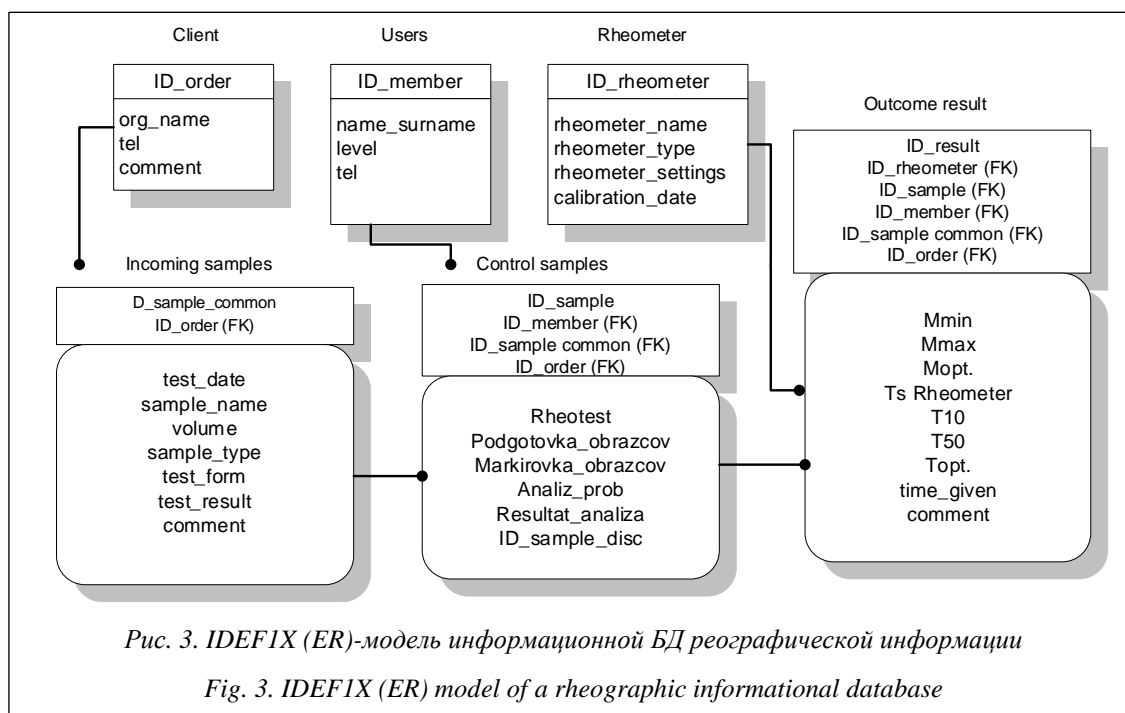 Client
ID_order
org_name
tel
comment
Users
ID_member
name_surname
level
tel
Rheometer
ID_rheometer
rheometer_name
rheometer_type
rheometer_settings
calibration_date
Outcome result
ID_result
ID_rheometer (FK)
ID_sample (FK)
ID_member (FK)
ID_sample common (FK)
ID_order (FK)
Mmin
Mmax
Mopt.
Ts Rheometer
T10
T50
Topt.
time_given
comment
Incoming samples
D_sample_common
ID_order (FK)
test_date
sample_name
volume
sample_type
test_form
test_result
comment
Control samples
ID_sample
ID_member (FK)
ID_sample common (FK)
ID_order (FK)
Rheotest
Podgotovka_obrazcov
Markirovka_obrazcov
Analiz_prob
Resultat_analiza
ID_sample_disc
Рис. 3. IDEF1X (ER)-модель информационной БД реографической информации
Fig. 3. IDEF1X (ER) model of a rheographic informational database